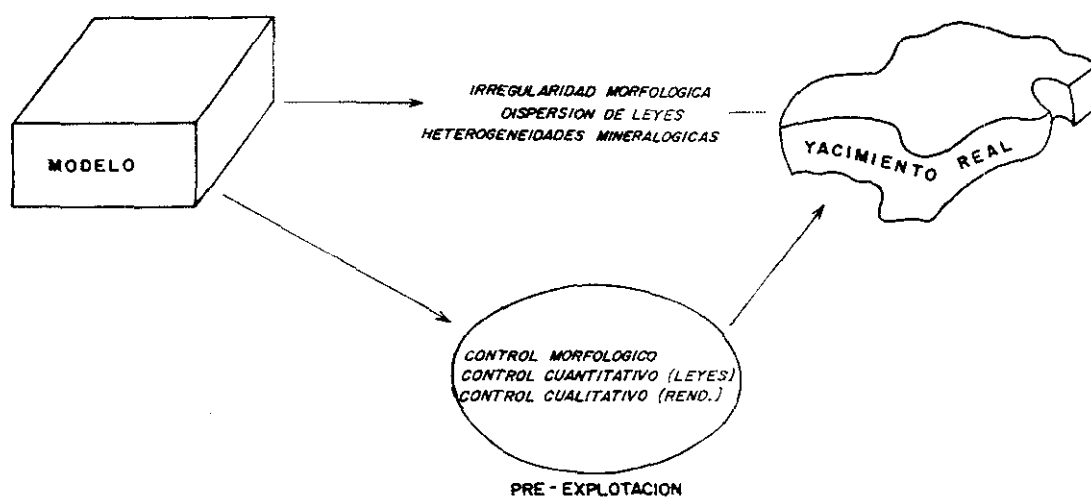 MODELO
IRREGULARIDAD MORFOLOGICA
DISPERSION DE LEYES
HETEROGENEIDADES MINERALOGICAS
YACIMIENTO REAL
CONTROL MORFOLOGICO
CONTROL CUANTITATIVO (LEYES)
CONTROL CUALITATIVO (REND.)
PRE - EXPLOTACION